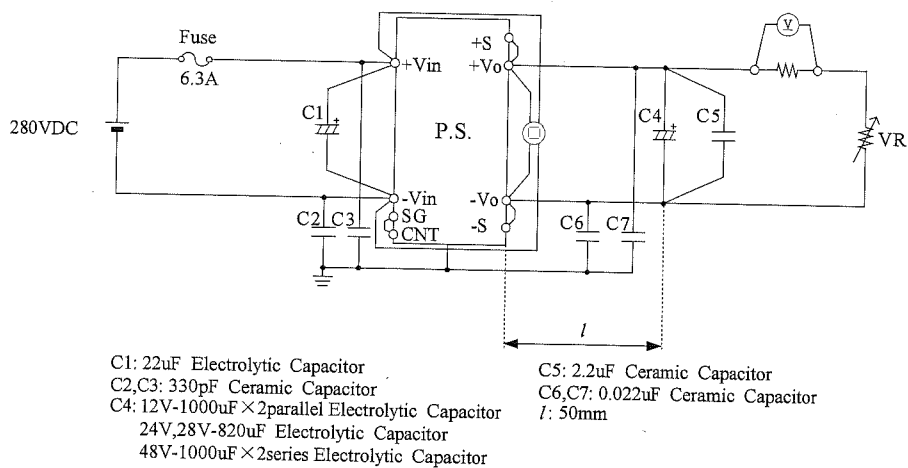 Fuse
6.3A
280VDC
C1
+
+Vin
-Vin
SG
CNT
C2
C3
P.S.
+S
+Vo
-Vo
-S
C4
+
C5
C6
C7
V
VR
l
C1: 22uF Electrolytic Capacitor
C2,C3: 330pF Ceramic Capacitor
C4: 12V-1000uF×2parallel Electrolytic Capacitor
24V,28V-820uF Electrolytic Capacitor
48V-1000uF×2series Electrolytic Capacitor
C5: 2.2uF Ceramic Capacitor
C6,C7: 0.022uF Ceramic Capacitor
l: 50mm